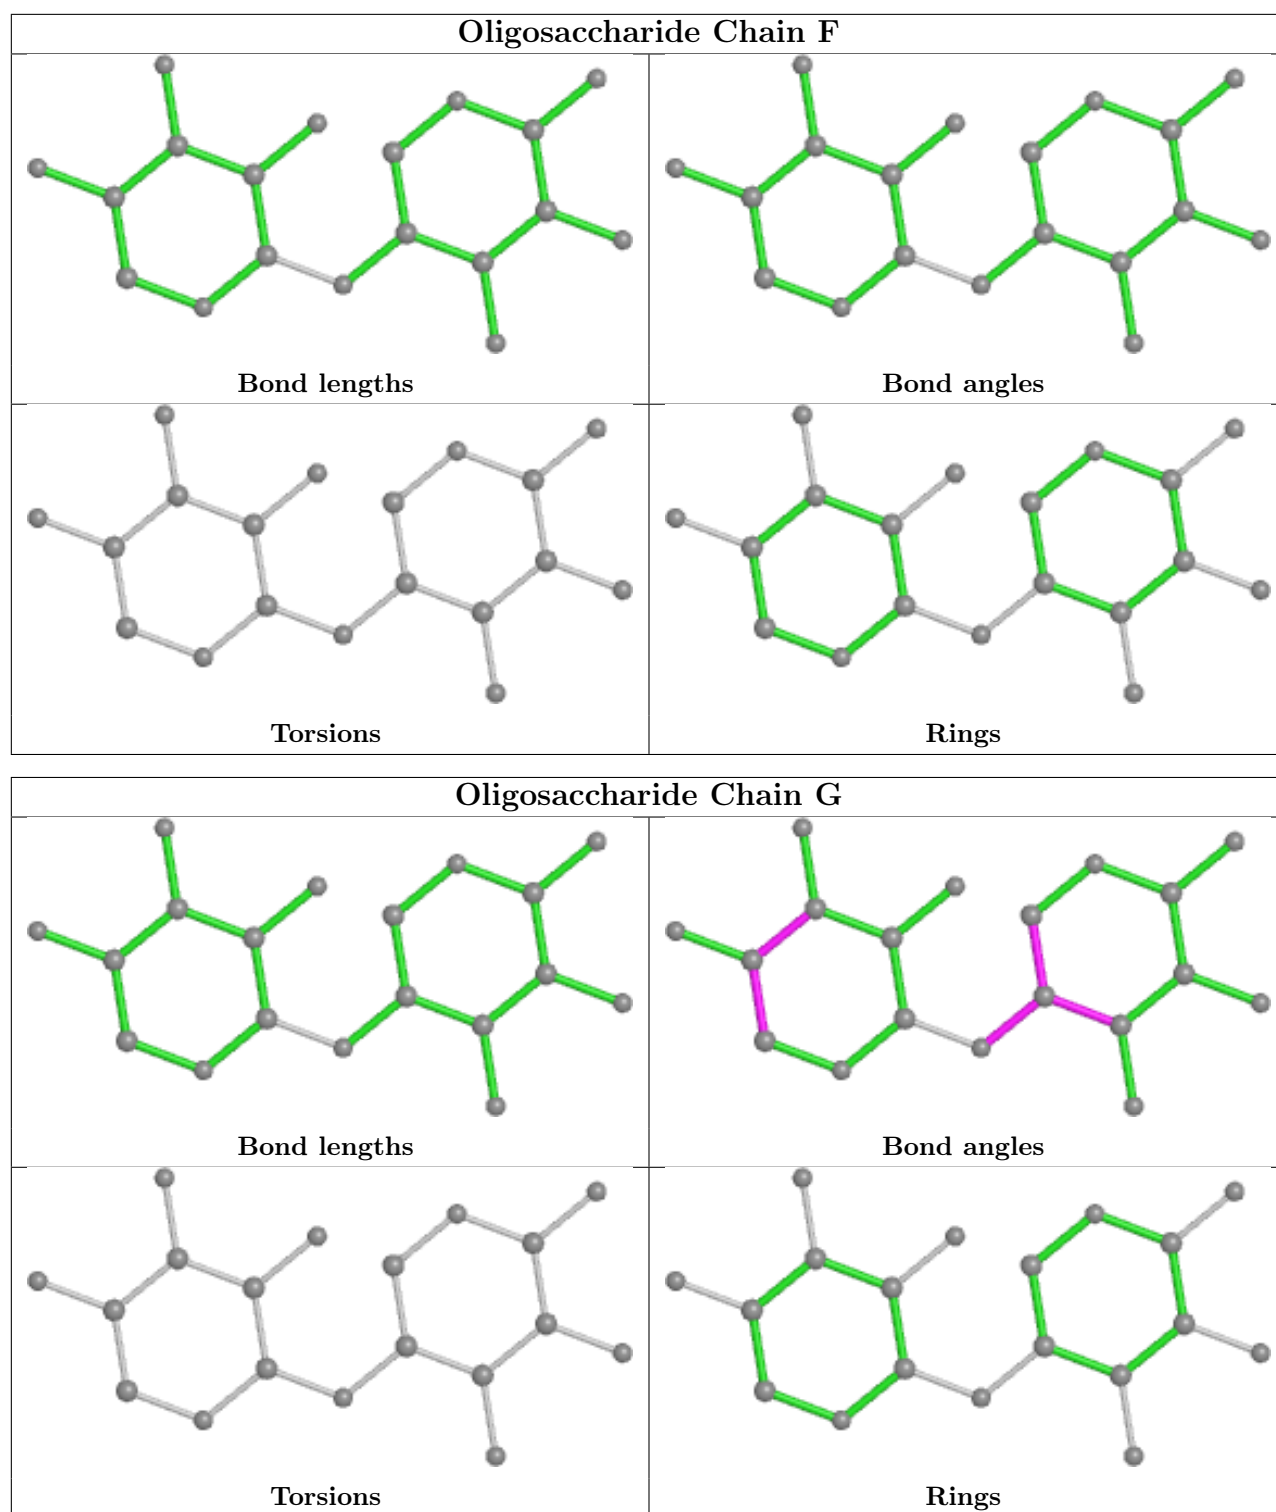 Oligosaccharide Chain F
Bond lengths
Bond angles
Torsions
Rings
Oligosaccharide Chain G
Bond lengths
Bond angles
Torsions
Rings